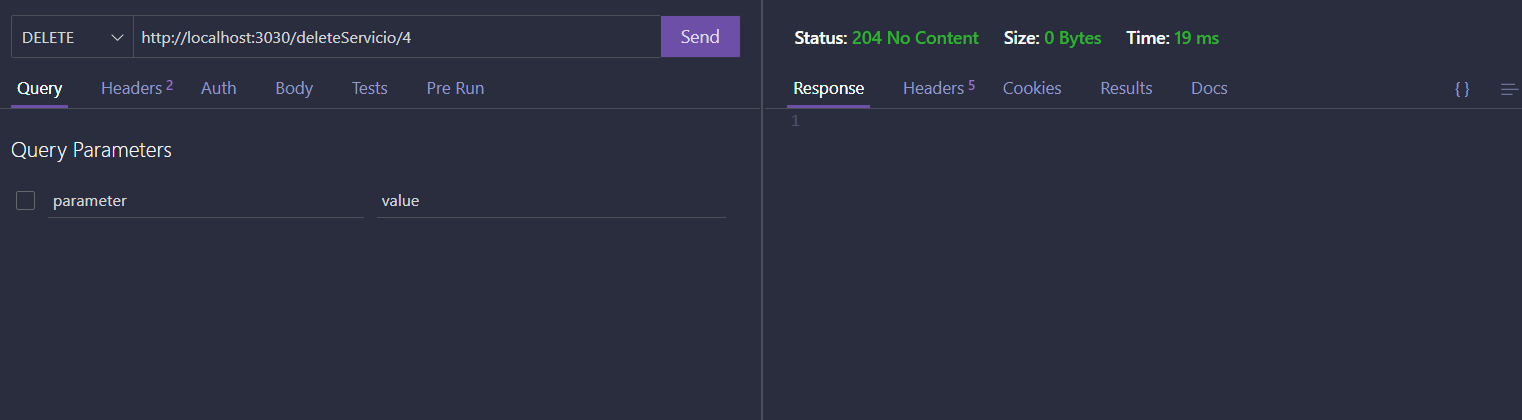 DELETE http://localhost:3030/deleteServicio/4 Send
Query Headers 2 Auth Body Tests Pre Run
Query Parameters
parameter value
Status: 204 No Content Size: 0 Bytes Time: 19 ms
Response Headers 5 Cookies Results Docs { }
1